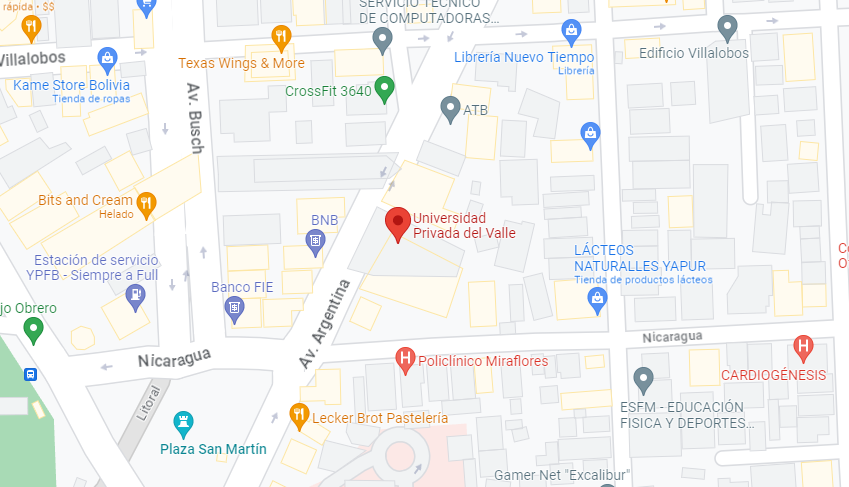 rápida • $$
SERVICIO TÉCNICO
DE COMPUTADORAS...
Villalobos
Texas Wings & More
Librería Nuevo Tiempo
Librería
Edificio Villalobos
Kame Store Bolivia
Tienda de ropas
CrossFit 3640
Av. Busch
ATB
Bits and Cream
Helado
BNB
Universidad
Privada del Valle
Estación de servicio
YPFB - Siempre a Full
Banco FIE
LÁCTEOS
NATURALLES YAPUR
Tienda de productos lácteos
jo Obrero
Av. Argentina
Nicaragua
Nicaragua
Policlínico Miraflores
CARDIOGÉNESIS
Litoral
Lecker Brot Pastelería
ESFM - EDUCACIÓN
FISICA Y DEPORTES...
Plaza San Martín
Gamer Net "Excalibur"